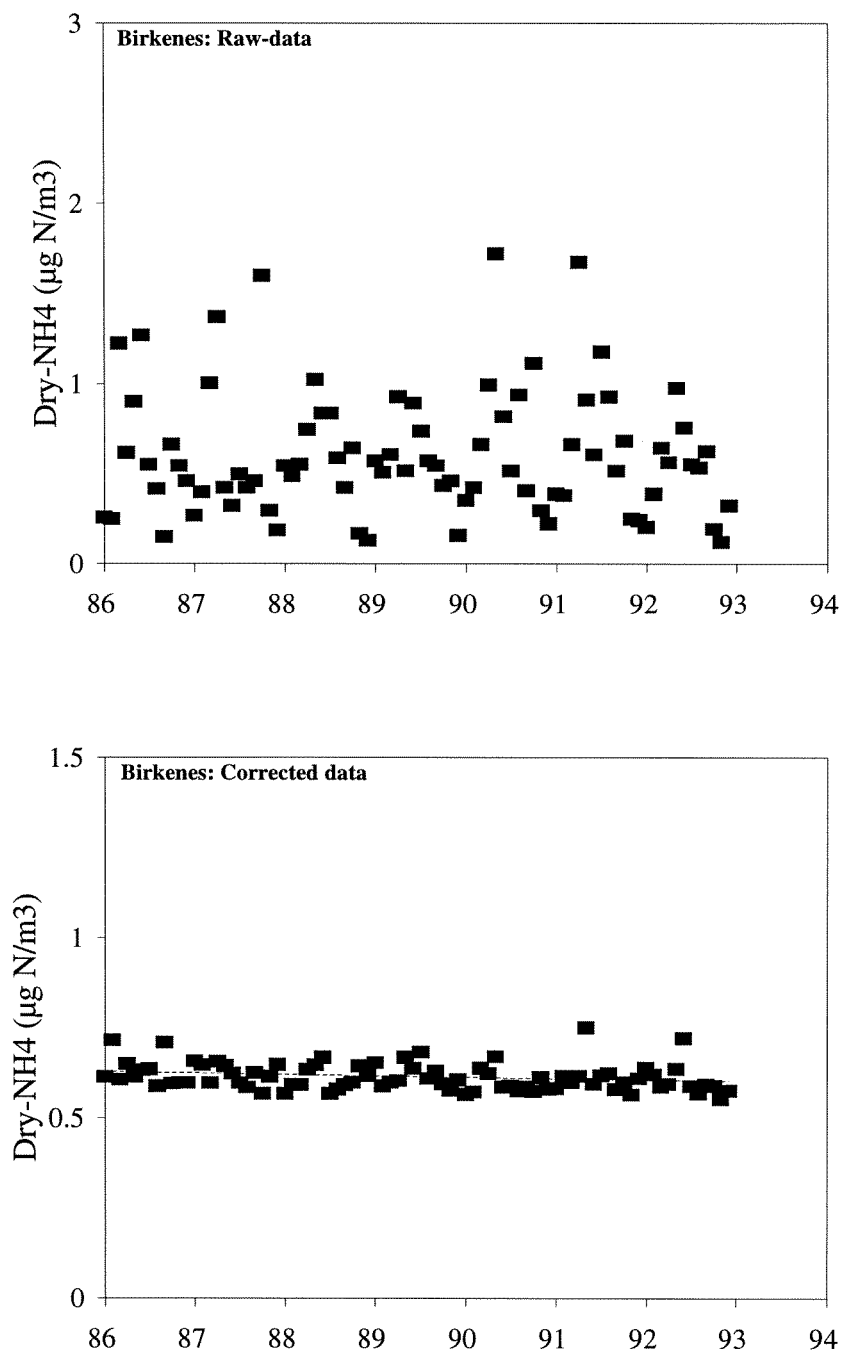 Birkenes: Raw-data
Dry-NH4 (µg N/m3)
3
2
1
0
86 87 88 89 90 91 92 93 94
Birkenes: Corrected data
Dry-NH4 (µg N/m3)
1.5
1
0.5
0
86 87 88 89 90 91 92 93 94